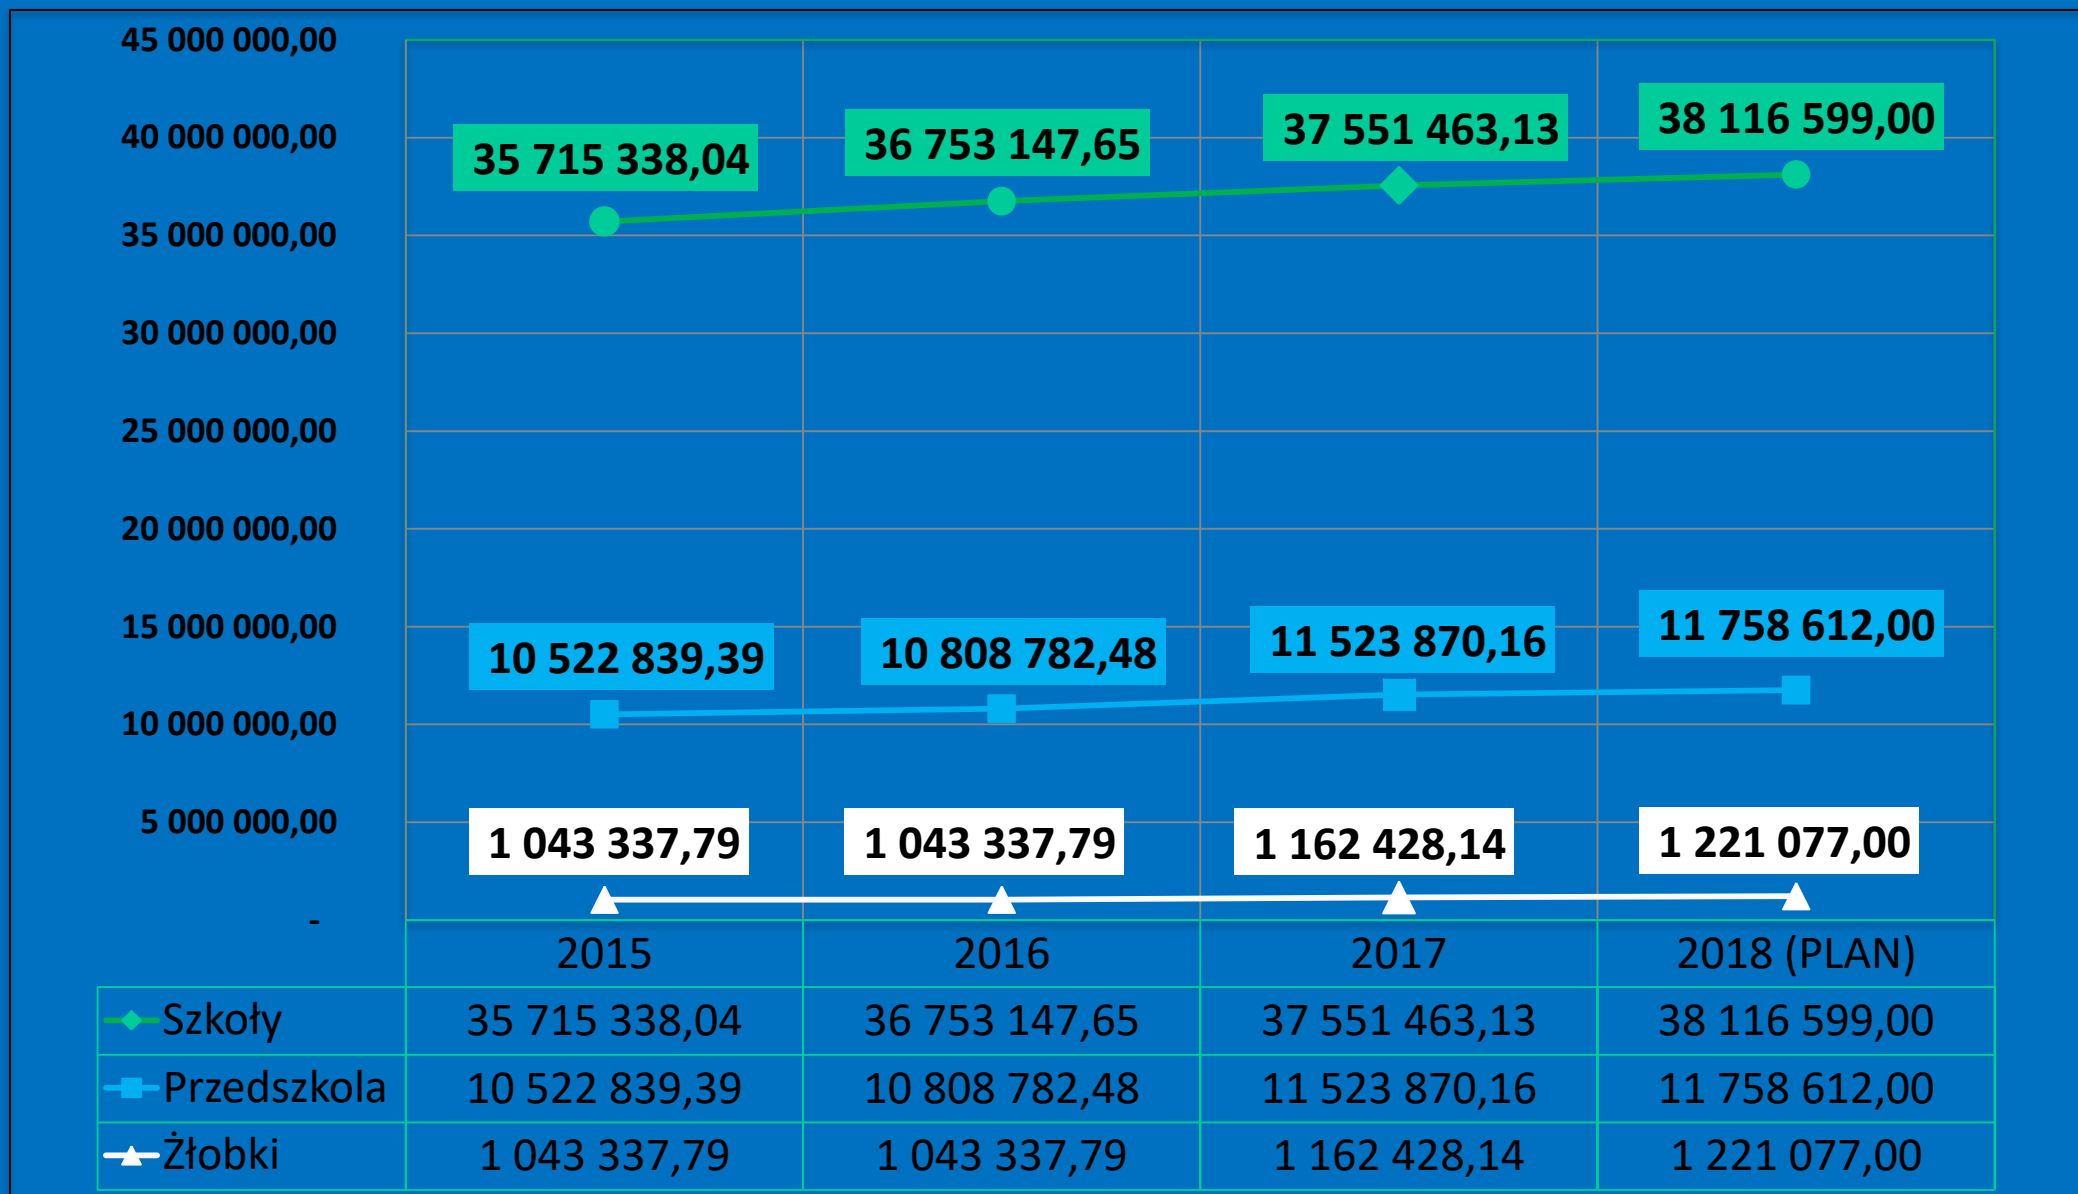 45 000 000,00
40 000 000,00
35 000 000,00
30 000 000,00
25 000 000,00
20 000 000,00
15 000 000,00
10 000 000,00
5 000 000,00
-
35 715 338,04
36 753 147,65
37 551 463,13
38 116 599,00
10 522 839,39
10 808 782,48
11 523 870,16
11 758 612,00
1 043 337,79
1 043 337,79
1 162 428,14
1 221 077,00
2015 2016 2017 2018 (PLAN)
Szkoły 35 715 338,04 36 753 147,65 37 551 463,13 38 116 599,00
Przedszkola 10 522 839,39 10 808 782,48 11 523 870,16 11 758 612,00
Żłobki 1 043 337,79 1 043 337,79 1 162 428,14 1 221 077,00